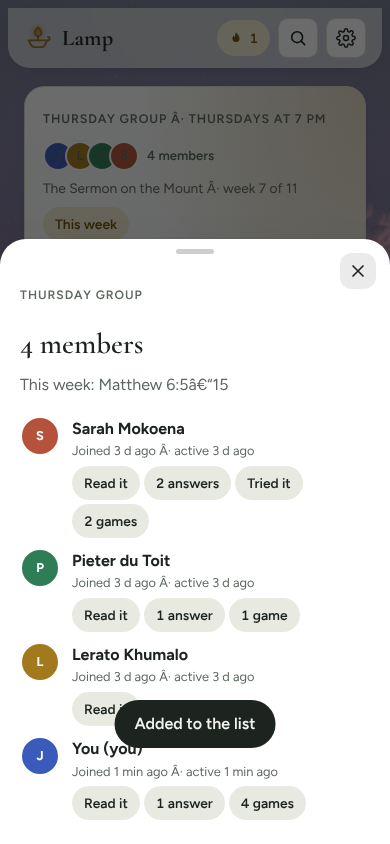 Lamp
1
THURSDAY GROUP Â· THURSDAYS AT 7 PM
4 members
The Sermon on the Mount Â· week 7 of 11
This week
THURSDAY GROUP
4 members
This week: Matthew 6:5â€“15
S
Sarah Mokoena
Joined 3 d ago Â· active 3 d ago
Read it 2 answers Tried it
2 games
P
Pieter du Toit
Joined 3 d ago Â· active 3 d ago
Read it 1 answer 1 game
L
Lerato Khumalo
Joined 3 d ago Â· active 3 d ago
Read
Added to the list
J
You (you)
Joined 1 min ago Â· active 1 min ago
Read it 1 answer 4 games